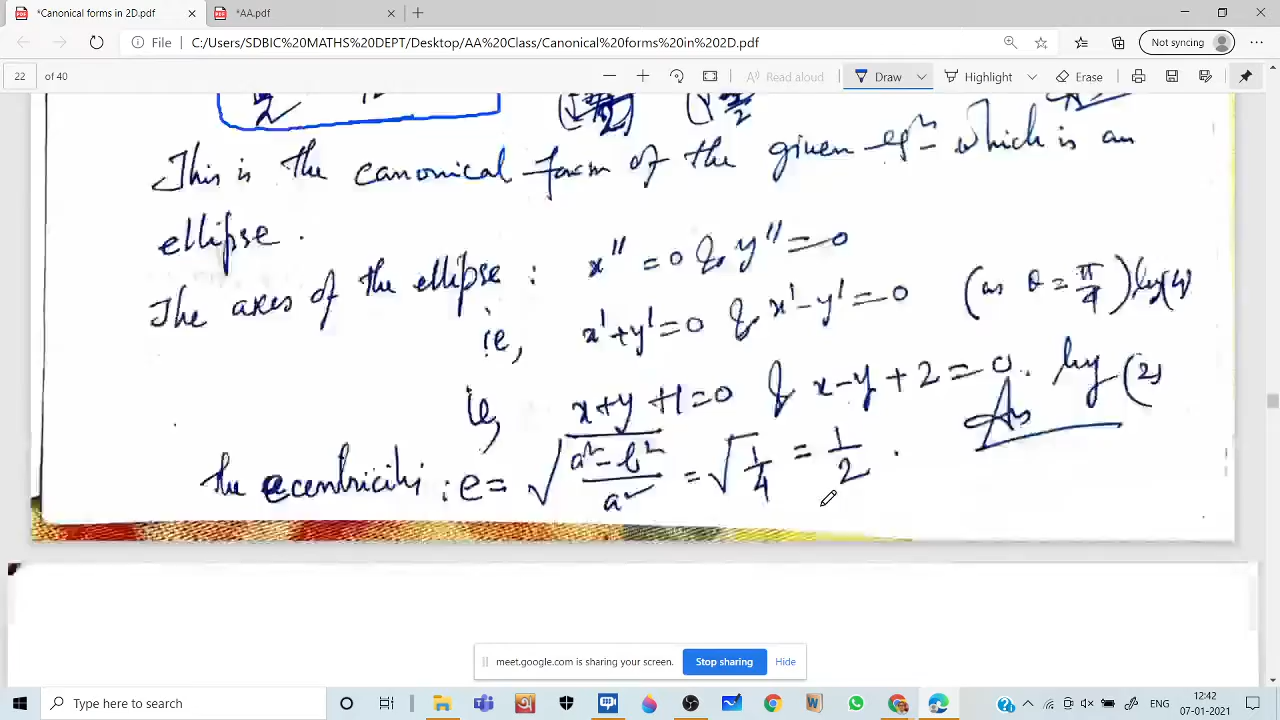 *Canonical forms in 2D.pdf
*AA.pdf
File C:/Users/SDBIC%20MATHS%20DEPT/Desktop/AA%20Class/Canonical%20forms%20in%202D.pdf
Not syncing
22 of 40
Read aloud
Draw
Highlight
Erase
This is the canonical form of the given eqn which is an
ellipse.
The axes of the ellipse : x'' = 0 & y'' = 0
ie, x' + y' = 0 & x' - y' = 0 (as θ = π/4) by (4)
ie, x+y+1=0 & x-y+2=0. by (2)
Ans
the eccentricity : e = √((a²-b²)/a²) = √(1/4) = 1/2.
meet.google.com is sharing your screen. Stop sharing Hide
Type here to search
ENG
12:42
07-01-2021